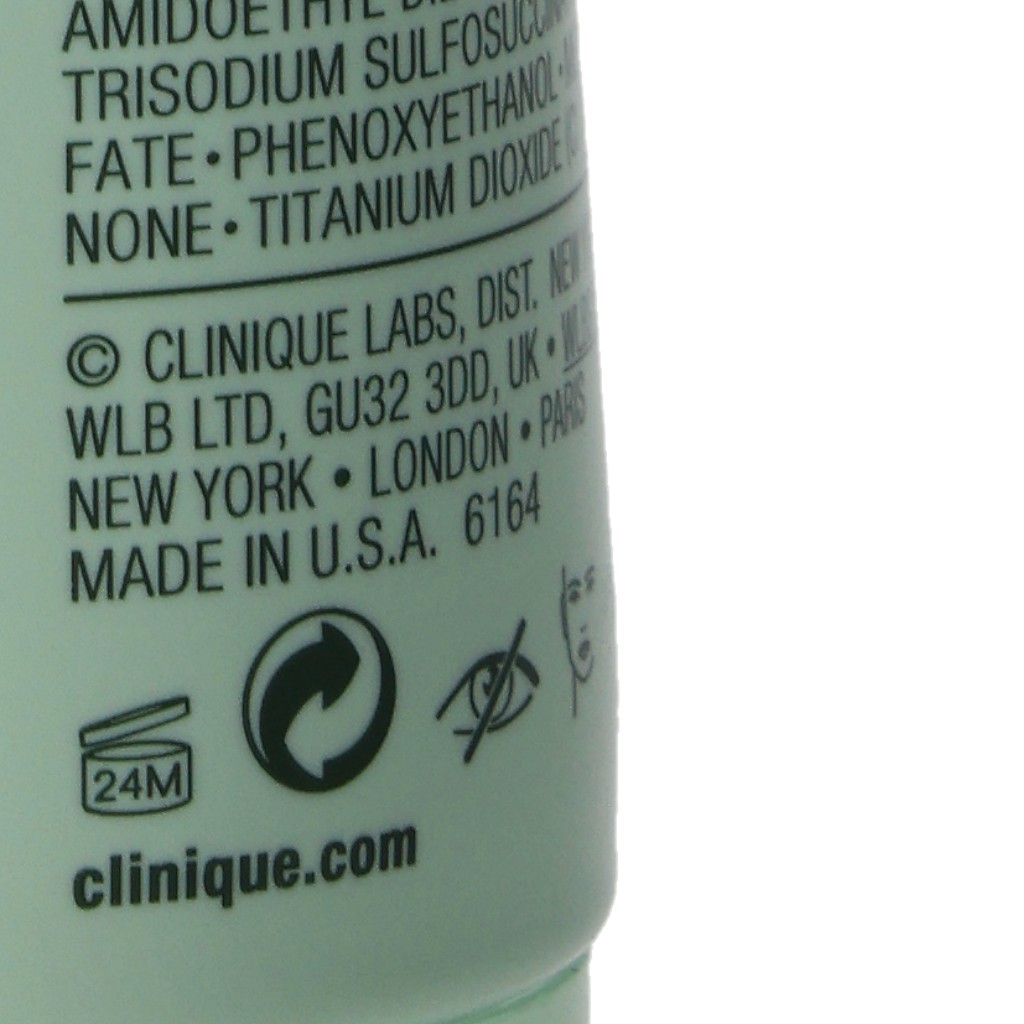 AMIDOETHYL
TRISODIUM
FATE • PHENOXYETHANOL •
NONE • TITANIUM DIOXIDE
© CLINIQUE LABS, DIST. NEW
WLB LTD, GU32 3DD, UK •
NEW YORK • LONDON • PARIS
MADE IN U.S.A. 6164
24M
clinique.com